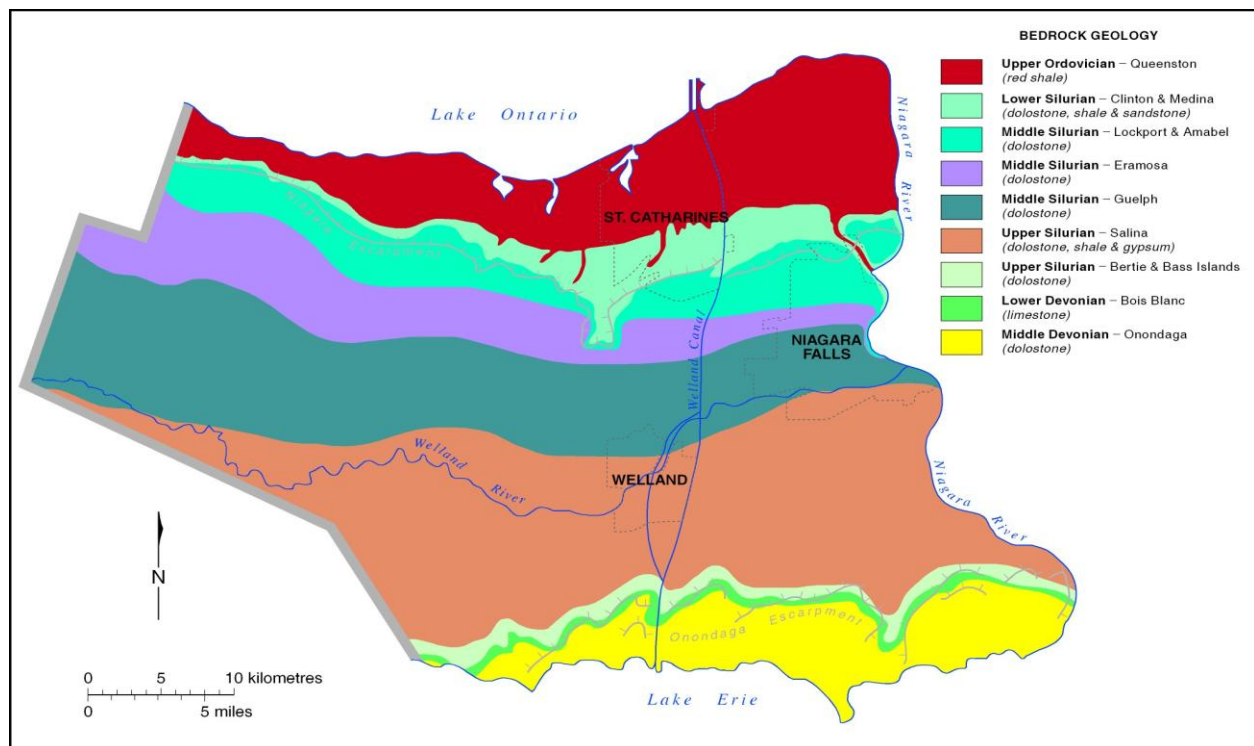 BEDROCK GEOLOGY
Upper Ordovician – Queenston
(red shale)
Lower Silurian – Clinton & Medina
(dolostone, shale & sandstone)
Middle Silurian – Lockport & Amabel
(dolostone)
Middle Silurian – Eramosa
(dolostone)
Middle Silurian – Guelph
(dolostone)
Upper Silurian – Salina
(dolostone, shale & gypsum)
Upper Silurian – Bertie & Bass Islands
(dolostone)
Lower Devonian – Bois Blanc
(limestone)
Middle Devonian – Onondaga
(dolostone)
Lake Ontario
Niagara River
ST. CATHARINES
Niagara Escarpment
Welland Canal
NIAGARA
FALLS
Welland
River
WELLAND
Niagara River
N
Onondaga Escarpment
0 5 10 kilometres
0 5 miles
Lake Erie